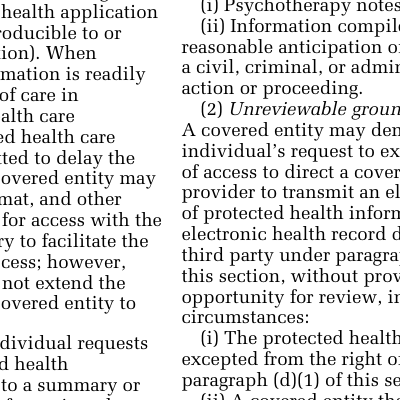 health application
roducible to or
tion). When
mation is readily
of care in
alth care
ed health care
tted to delay the
overed entity may
mat, and other
for access with the
ry to facilitate the
cess; however,
not extend the
overed entity to
dividual requests
d health
to a summary or
(i) Psychotherapy notes
(ii) Information compil
reasonable anticipation o
a civil, criminal, or admi
action or proceeding.
(2) Unreviewable groun
A covered entity may den
individual’s request to ex
of access to direct a cover
provider to transmit an el
of protected health inform
electronic health record d
third party under paragra
this section, without prov
opportunity for review, in
circumstances:
(i) The protected health
excepted from the right o
paragraph (d)(1) of this se
(ii) A covered entity tha